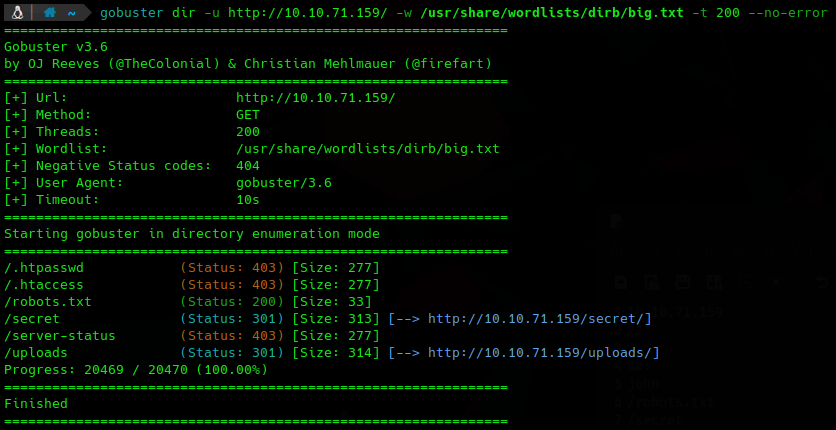 ~ gobuster dir -u http://10.10.71.159/ -w /usr/share/wordlists/dirb/big.txt -t 200 --no-error
===============================================================
Gobuster v3.6
by OJ Reeves (@TheColonial) & Christian Mehlmauer (@firefart)
===============================================================
[+] Url:                     http://10.10.71.159/
[+] Method:                  GET
[+] Threads:                 200
[+] Wordlist:                /usr/share/wordlists/dirb/big.txt
[+] Negative Status codes:   404
[+] User Agent:              gobuster/3.6
[+] Timeout:                 10s
===============================================================
Starting gobuster in directory enumeration mode
===============================================================
/.htpasswd            (Status: 403) [Size: 277]
/.htaccess            (Status: 403) [Size: 277]
/robots.txt           (Status: 200) [Size: 33]
/secret               (Status: 301) [Size: 313] [--> http://10.10.71.159/secret/]
/server-status        (Status: 403) [Size: 277]
/uploads              (Status: 301) [Size: 314] [--> http://10.10.71.159/uploads/]
Progress: 20469 / 20470 (100.00%)
===============================================================
Finished
===============================================================